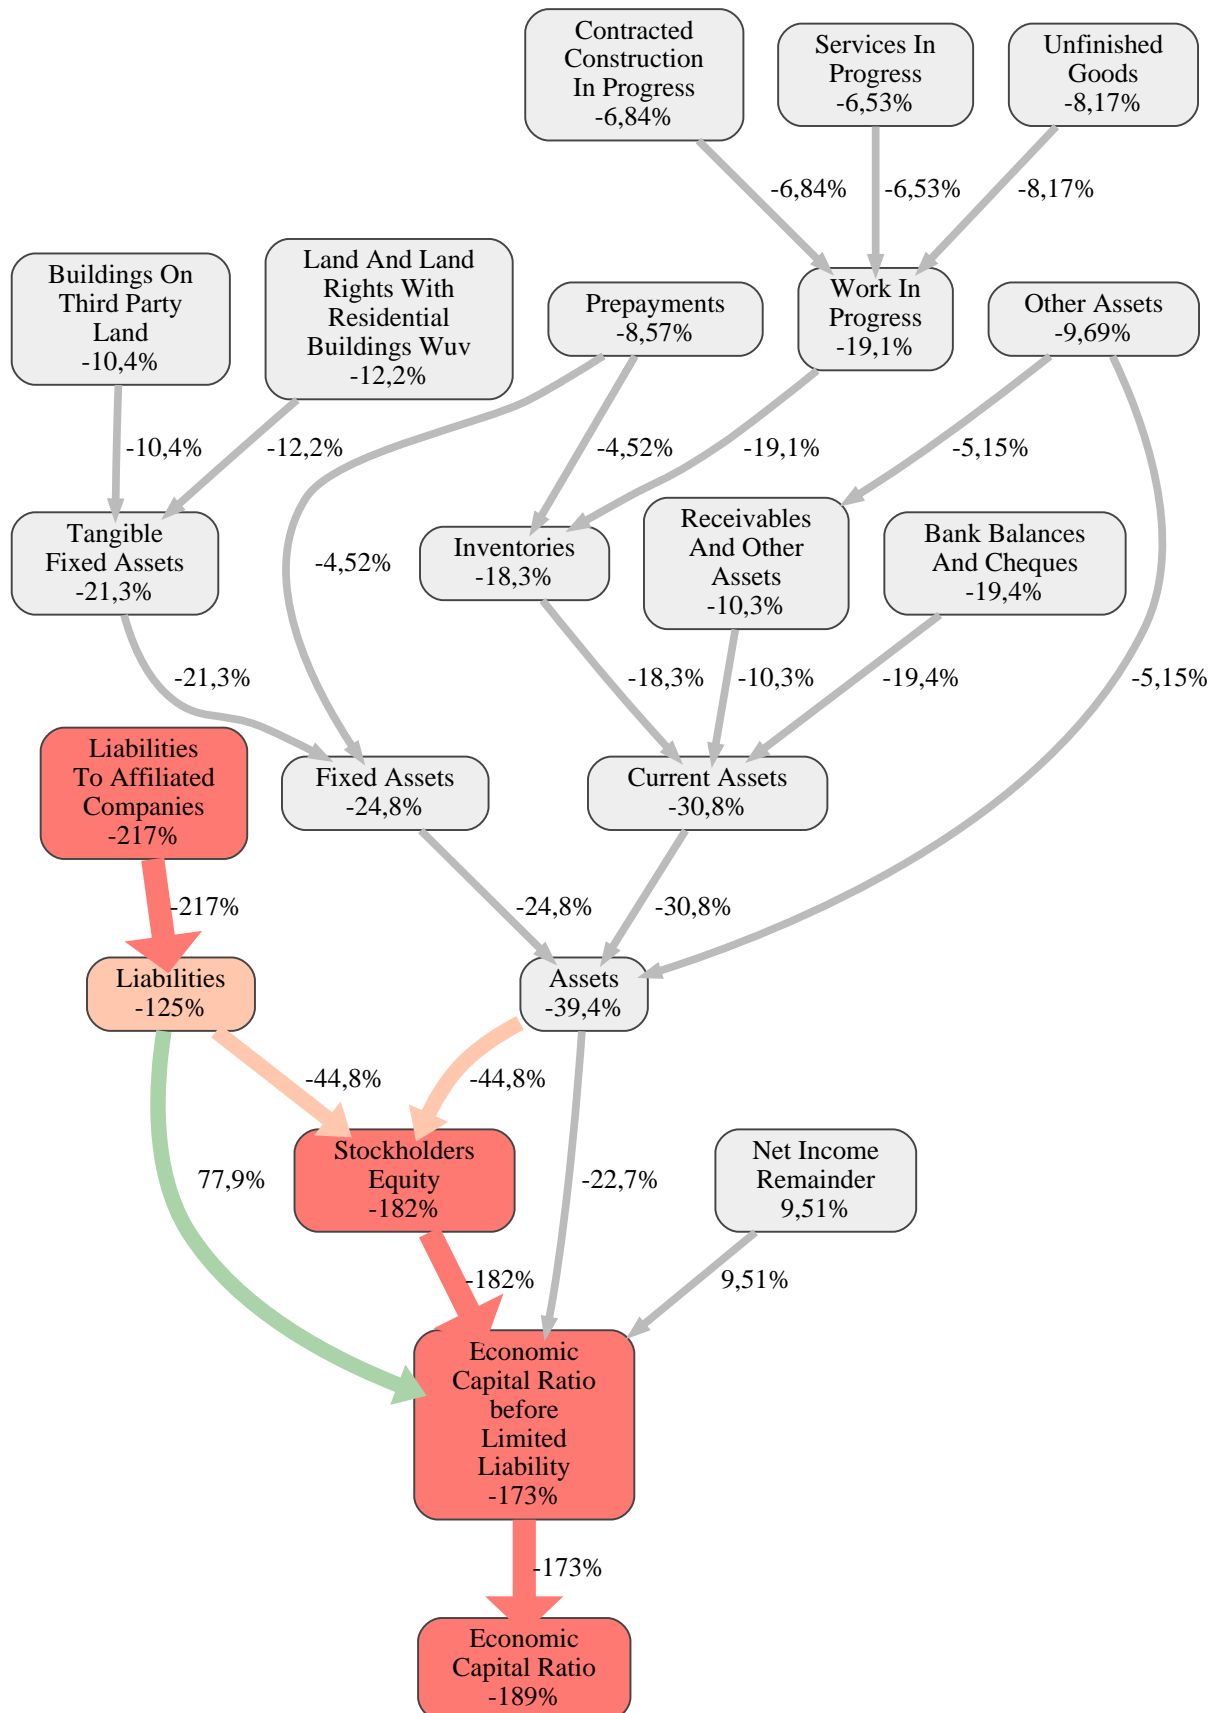 Contracted
Construction
In Progress
-6,84%
Services In
Progress
-6,53%
Unfinished
Goods
-8,17%
-6,84%
-6,53%
-8,17%
Buildings On
Third Party
Land
-10,4%
Land And Land
Rights With
Residential
Buildings Wuv
-12,2%
Prepayments
-8,57%
Work In
Progress
-19,1%
Other Assets
-9,69%
-10,4%
-12,2%
-4,52%
-19,1%
-5,15%
Tangible
Fixed Assets
-21,3%
-4,52%
Inventories
-18,3%
Receivables
And Other
Assets
-10,3%
Bank Balances
And Cheques
-19,4%
-21,3%
-18,3%
-10,3%
-19,4%
-5,15%
Liabilities
To Affiliated
Companies
-217%
Fixed Assets
-24,8%
Current Assets
-30,8%
-217%
-24,8%
-30,8%
Liabilities
-125%
Assets
-39,4%
-44,8%
-44,8%
77,9%
Stockholders
Equity
-182%
-22,7%
Net Income
Remainder
9,51%
-182%
9,51%
Economic
Capital Ratio
before
Limited
Liability
-173%
-173%
Economic
Capital Ratio
-189%